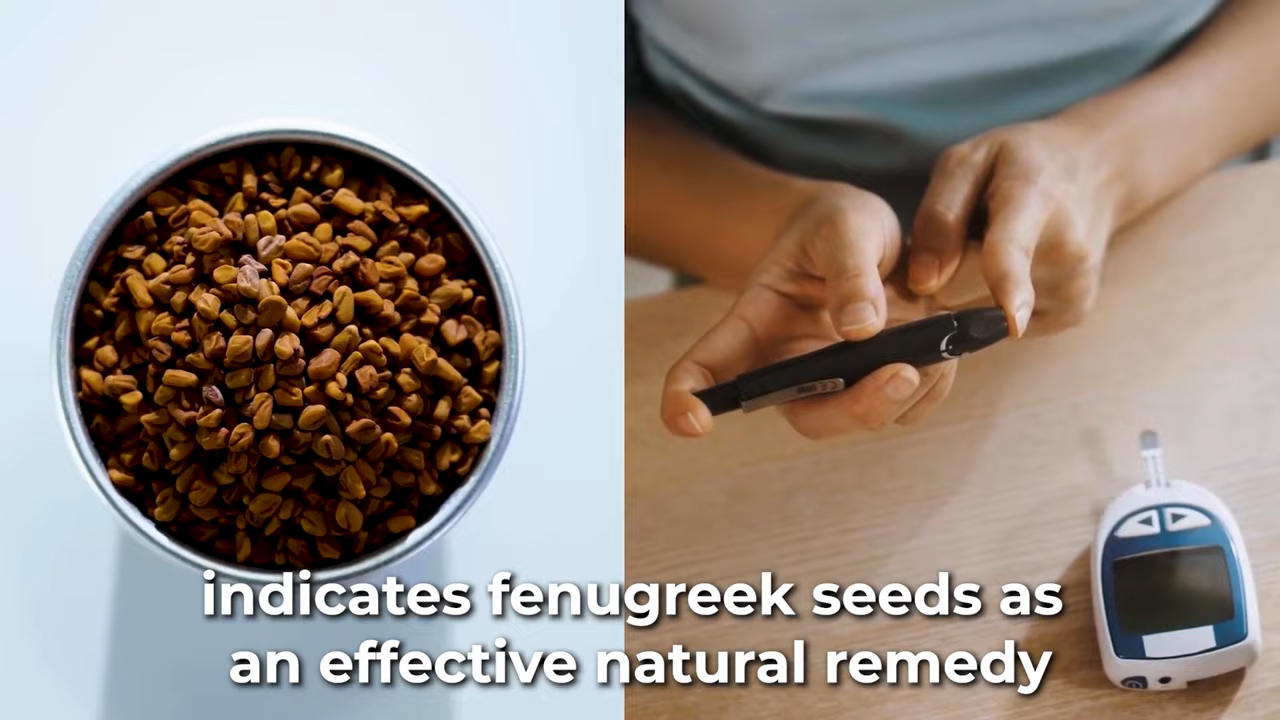 indicates fenugreek seeds as
an effective natural remedy